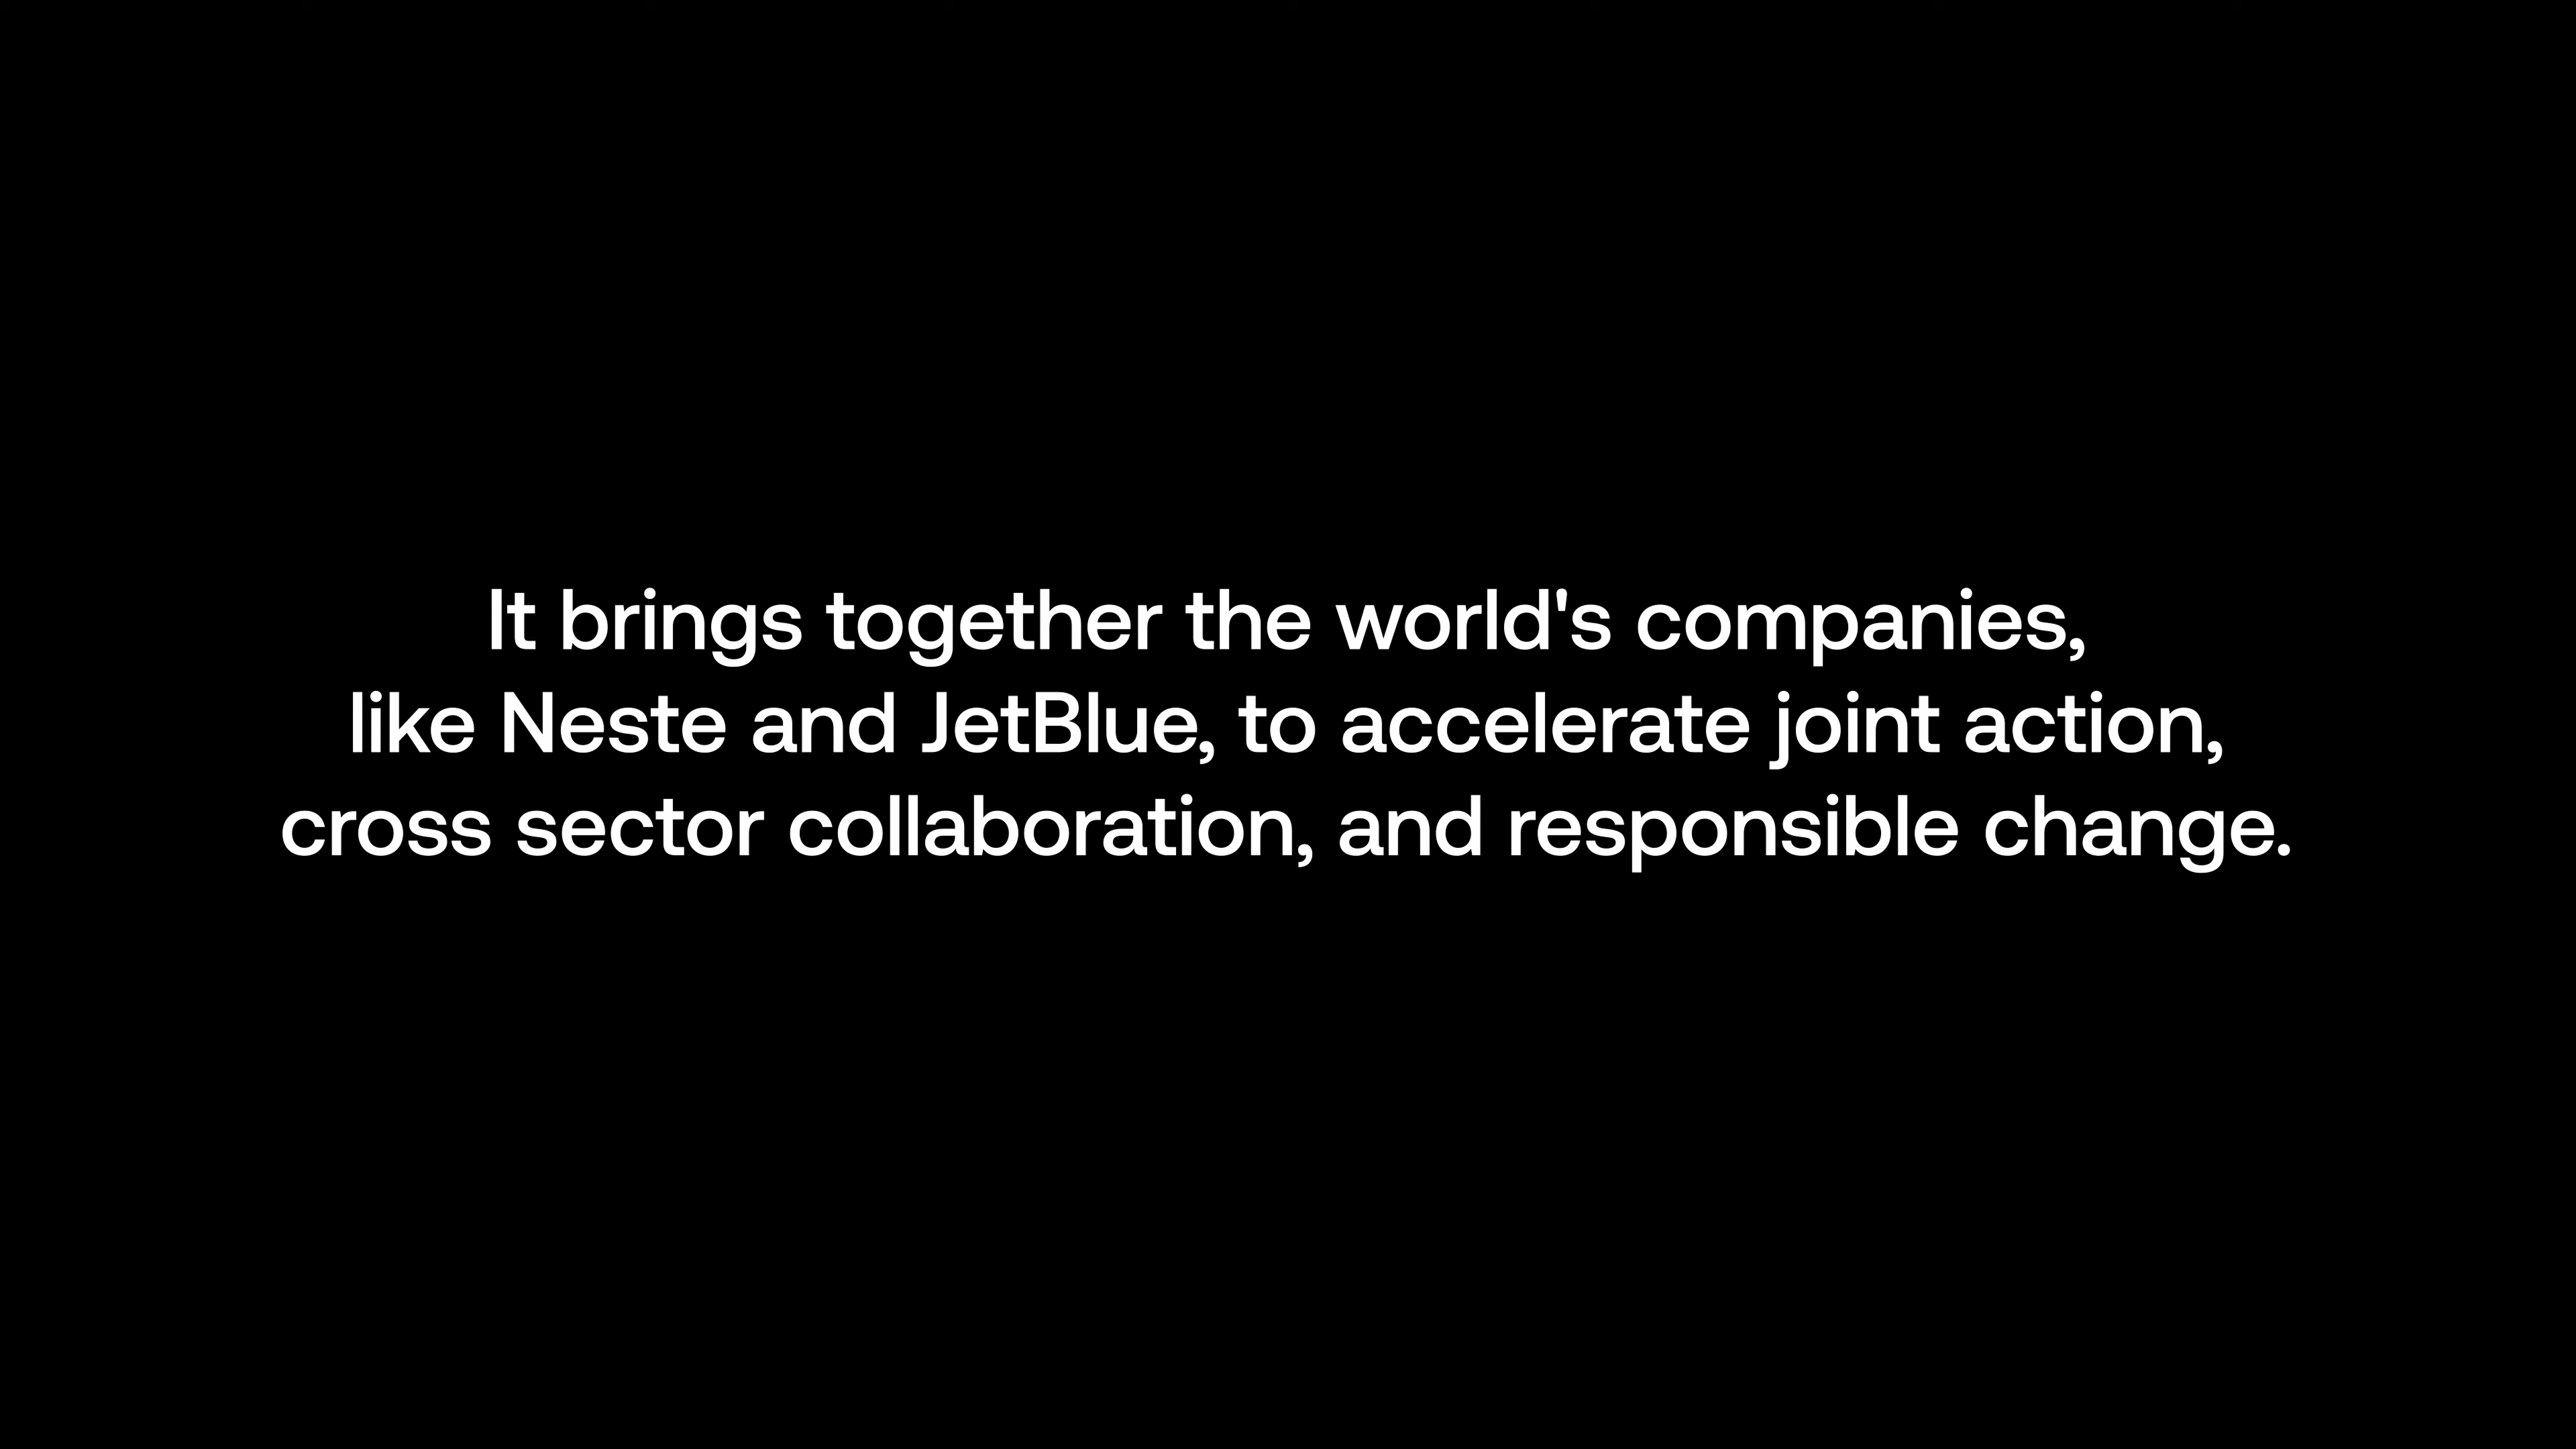 It brings together the world's companies,
like Neste and JetBlue, to accelerate joint action,
cross sector collaboration, and responsible change.